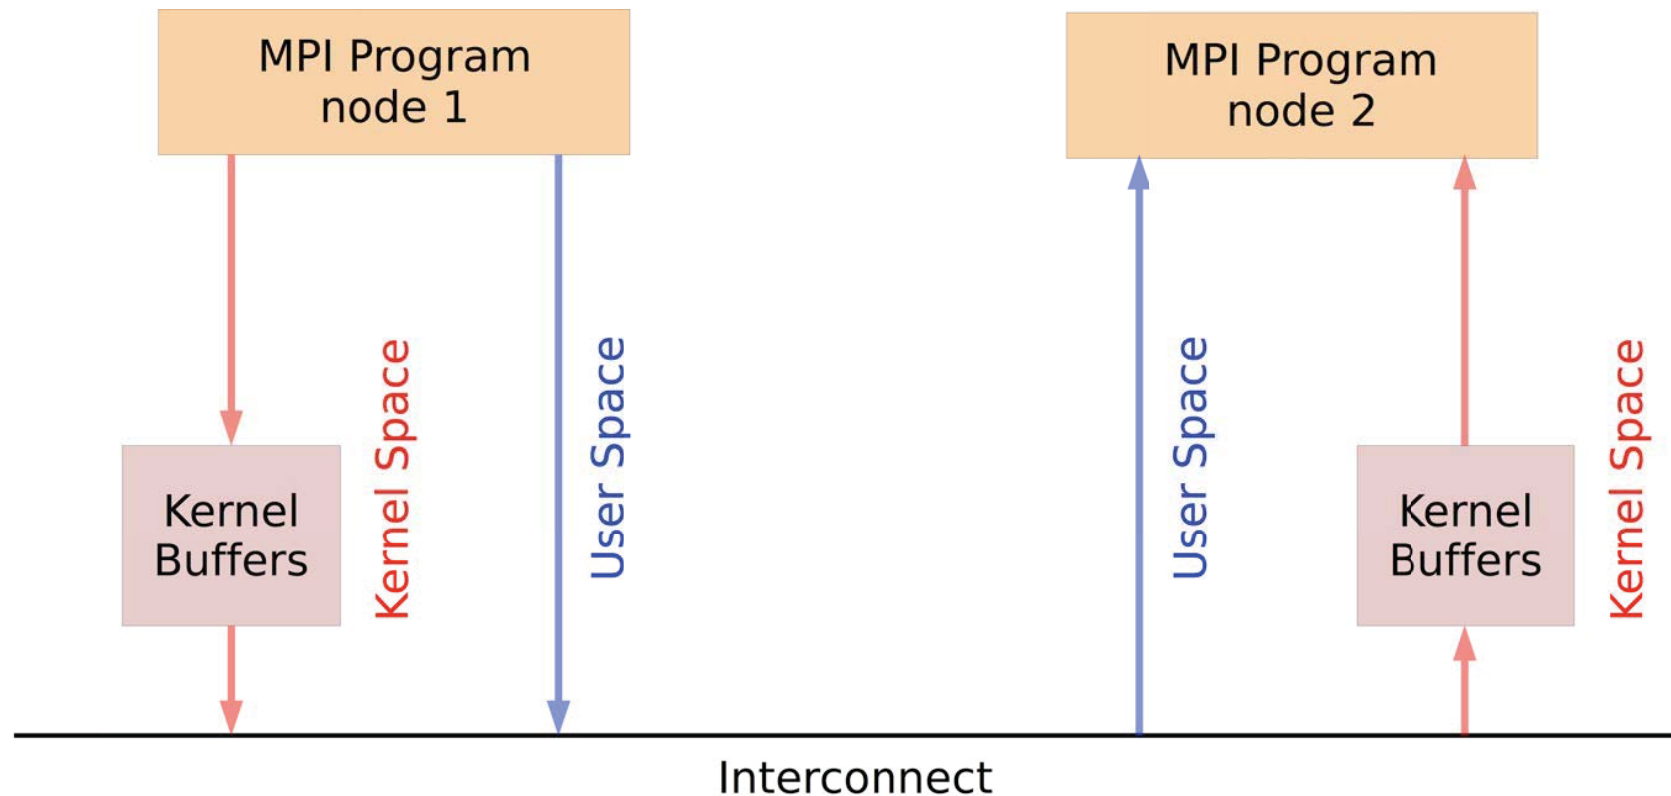 MPI Program
node 1
MPI Program
node 2
Kernel Space
User Space
User Space
Kernel Space
Kernel
Buffers
Kernel
Buffers
Interconnect